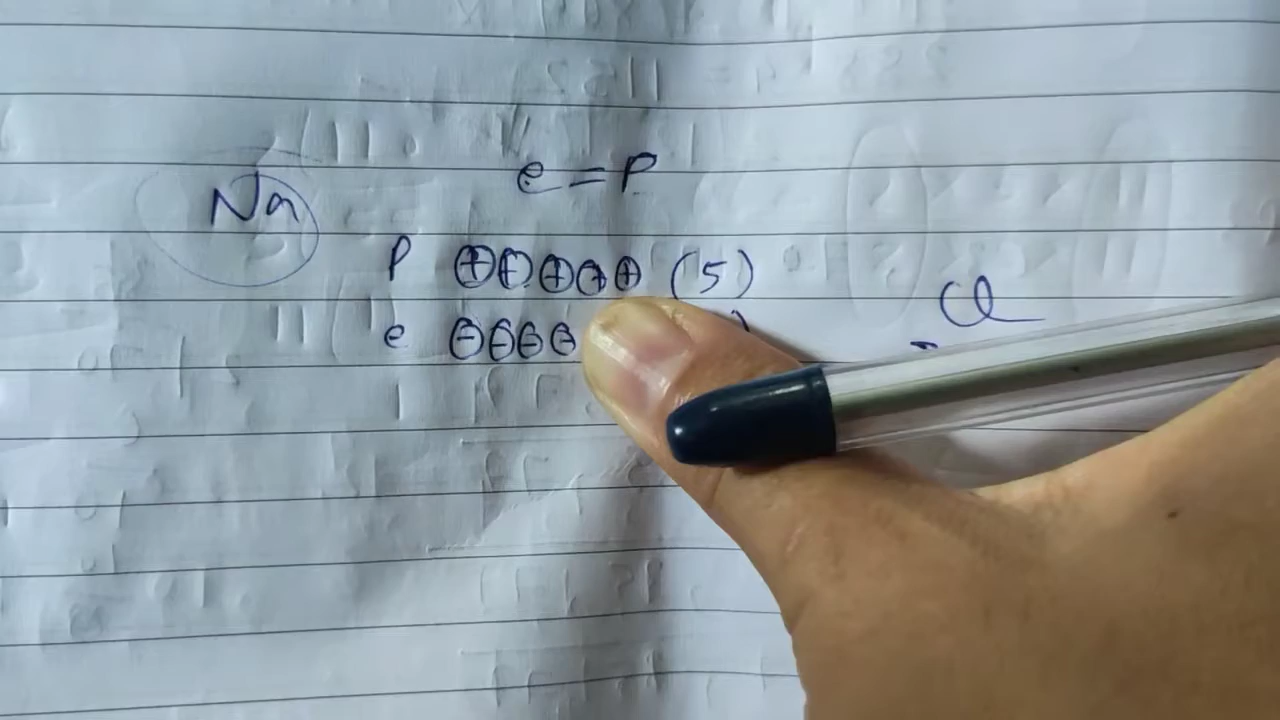 e = P
Na
P ⊕⊕⊕⊕⊕ (5)
e ⊖⊖⊖⊖
Cl